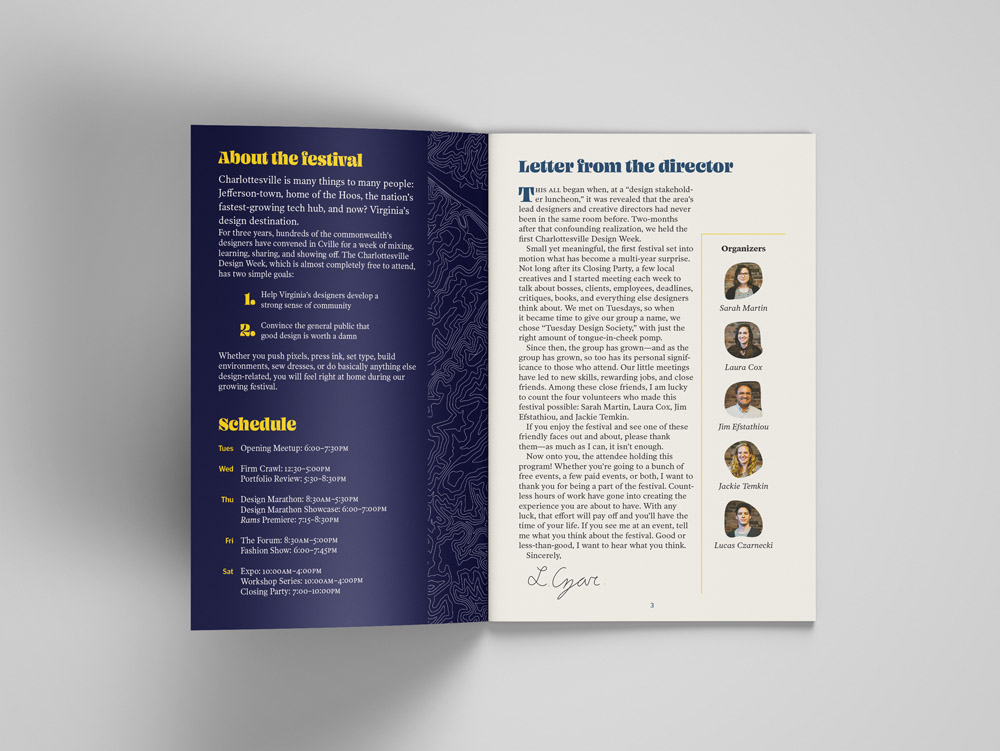 About the festival
Charlottesville is many things to many people:
Jefferson-town, home of the Hoos, the nation's
fastest-growing tech hub, and now? Virginia's
design destination.
For three years, hundreds of the commonwealth's
designers have convened in Cville for a week of mixing,
learning, sharing, and showing off. The Charlottesville
Design Week, which is almost completely free to attend,
has two simple goals:
1. Help Virginia's designers develop a
strong sense of community
2. Convince the general public that
good design is worth a damn
Whether you push pixels, press ink, set type, build
environments, sew dresses, or do basically anything else
design-related, you will feel right at home during our
growing festival.
Schedule
Tues Opening Meetup: 6:00–7:30PM
Wed Firm Crawl: 12:30–5:00PM
Portfolio Review: 5:30–8:30PM
Thu Design Marathon: 8:30AM–5:30PM
Design Marathon Showcase: 6:00–7:00PM
Rams Premiere: 7:15–8:30PM
Fri The Forum: 8:30AM–5:00PM
Fashion Show: 6:00–7:45PM
Sat Expo: 10:00AM–4:00PM
Workshop Series: 10:00AM–4:00PM
Closing Party: 7:00–10:00PM
Letter from the director
THIS ALL began when, at a “design stakehold-
er luncheon,” it was revealed that the area's
lead designers and creative directors had never
been in the same room before. Two-months
after that confounding realization, we held the
first Charlottesville Design Week.
Small yet meaningful, the first festival set into
motion what has become a multi-year surprise.
Not long after its Closing Party, a few local
creatives and I started meeting each week to
talk about bosses, clients, employees, deadlines,
critiques, books, and everything else designers
think about. We met on Tuesdays, so when
it became time to give our group a name, we
chose “Tuesday Design Society,” with just the
right amount of tongue-in-cheek pomp.
Since then, the group has grown—and as the
group has grown, so too has its personal signif-
icance to those who attend. Our little meetings
have led to new skills, rewarding jobs, and close
friends. Among these close friends, I am lucky
to count the four volunteers who made this
festival possible: Sarah Martin, Laura Cox, Jim
Efstathiou, and Jackie Temkin.
If you enjoy the festival and see one of these
friendly faces out and about, please thank
them—as much as I can, it isn't enough.
Now onto you, the attendee holding this
program! Whether you're going to a bunch of
free events, a few paid events, or both, I want to
thank you for being a part of the festival. Count-
less hours of work have gone into creating the
experience you are about to have. With any
luck, that effort will pay off and you'll have the
time of your life. If you see me at an event, tell
me what you think about the festival. Good or
less-than-good, I want to hear what you think.
Sincerely,
3
Organizers
Sarah Martin
Laura Cox
Jim Efstathiou
Jackie Temkin
Lucas Czarnecki